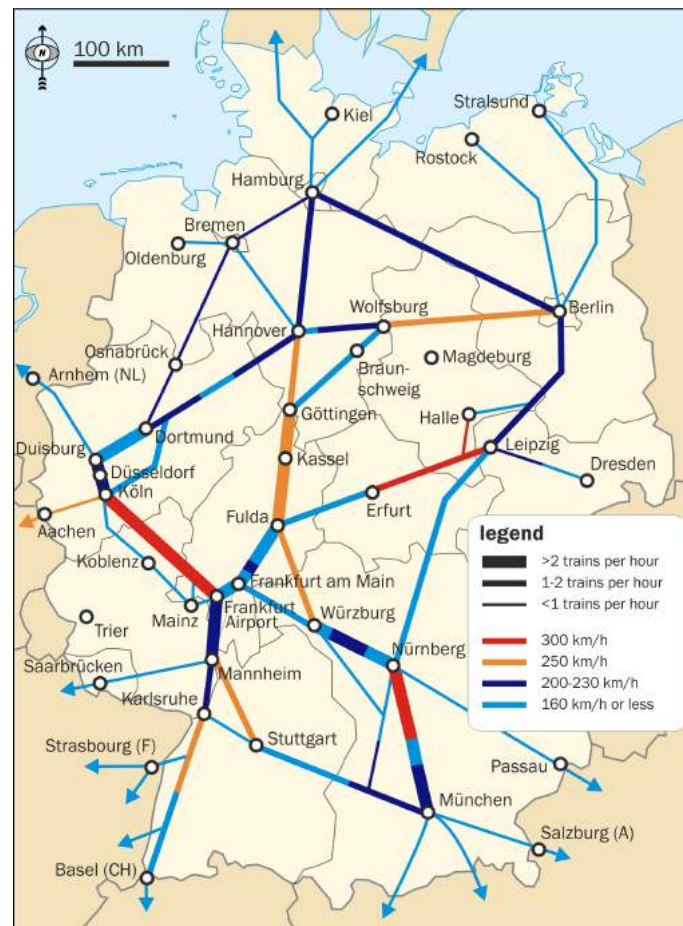 N
100 km
Kiel
Stralsund
Rostock
Hamburg
Bremen
Oldenburg
Wolfsburg
Berlin
Hannover
Osnabrück
Magdeburg
Braun-
schweig
Arnhem (NL)
Göttingen
Halle
Dortmund
Leipzig
Duisburg
Düsseldorf
Kassel
Köln
Dresden
Erfurt
Aachen
Fulda
Koblenz
Frankfurt am Main
Mainz
Frankfurt
Airport
Würzburg
Trier
Nürnberg
Saarbrücken
Mannheim
Karlsruhe
Stuttgart
Strasbourg (F)
Passau
München
Salzburg (A)
Basel (CH)
legend
>2 trains per hour
1-2 trains per hour
<1 trains per hour
300 km/h
250 km/h
200-230 km/h
160 km/h or less